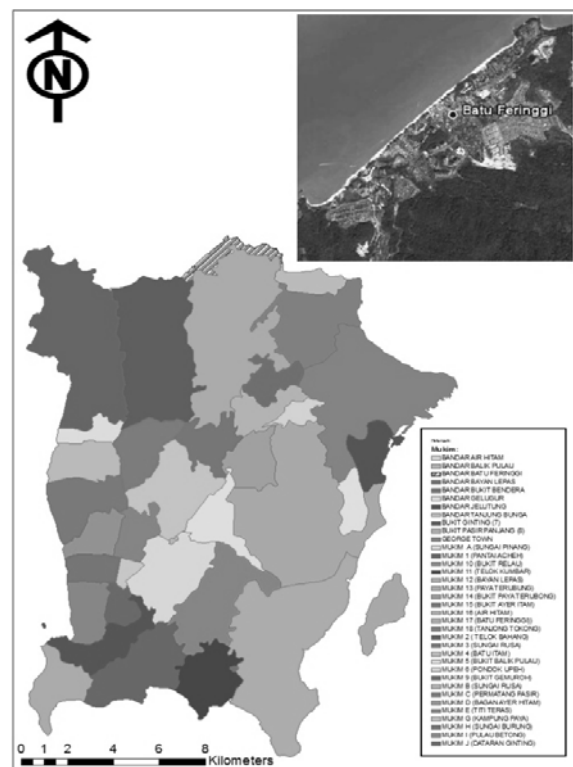 N
Batu Feringgi
Mukim:
BANDAR AIR HITAM
BANDAR BALIK PULAU
BANDAR BATU FERINGGI
BANDAR BAYAN LEPAS
BANDAR BUKIT BENDERA
BANDAR GELUGUR
BANDAR JELUTUNG
BANDAR TANJUNG BUNGA
BUKIT GINTING (7)
BUKIT PASIR PANJANG (8)
GEORGE TOWN
MUKIM A (SUNGAI PINANG)
MUKIM 1 (PANTAI ACHEH)
MUKIM 10 (BUKIT RELAU)
MUKIM 11 (TELOK KUMBAR)
MUKIM 12 (BAYAN LEPAS)
MUKIM 13 (PAYA TERUBUNG)
MUKIM 14 (BUKIT PAYA TERUBONG)
MUKIM 15 (BUKIT AYER ITAM)
MUKIM 16 (AIR HITAM)
MUKIM 17 (BATU FERINGGI)
MUKIM 18 (TANJONG TOKONG)
MUKIM 2 (TELOK BAHANG)
MUKIM 3 (SUNGAI RUSA)
MUKIM 4 (BATU ITAM)
MUKIM 5 (BUKIT BALIK PULAU)
MUKIM 6 (PONDOK UPEH)
MUKIM 9 (BUKIT GEMUROH)
MUKIM B (SUNGAI RUSA)
MUKIM C (PERMATANG PASIR)
MUKIM D (BAGAN AYER HITAM)
MUKIM E (TITI TERAS)
MUKIM G (KAMPUNG PAYA)
MUKIM H (SUNGAI BURUNG)
MUKIM I (PULAU BETONG)
MUKIM J (DATARAN GINTING)
0 1 2 4 6 8
Kilometers